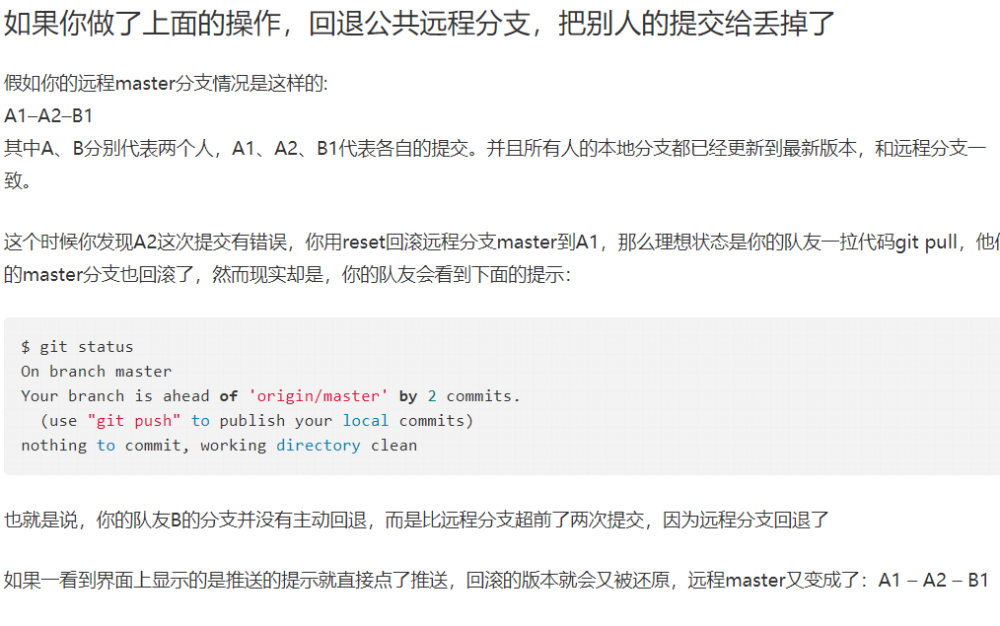 如果你做了上面的操作，回退公共远程分支，把别人的提交给丢掉了
假如你的远程master分支情况是这样的:
A1–A2–B1
其中A、B分别代表两个人，A1、A2、B1代表各自的提交。并且所有人的本地分支都已经更新到最新版本，和远程分支一
致。
这个时候你发现A2这次提交有错误，你用reset回滚远程分支master到A1，那么理想状态是你的队友一拉代码git pull，他
的master分支也回滚了，然而现实却是，你的队友会看到下面的提示：
$ git status
On branch master
Your branch is ahead of 'origin/master' by 2 commits.
(use "git push" to publish your local commits)
nothing to commit, working directory clean
也就是说，你的队友B的分支并没有主动回退，而是比远程分支超前了两次提交，因为远程分支回退了
如果一看到界面上显示的是推送的提示就直接点了推送，回滚的版本就会又被还原，远程master又变成了：A1 – A2 – B1